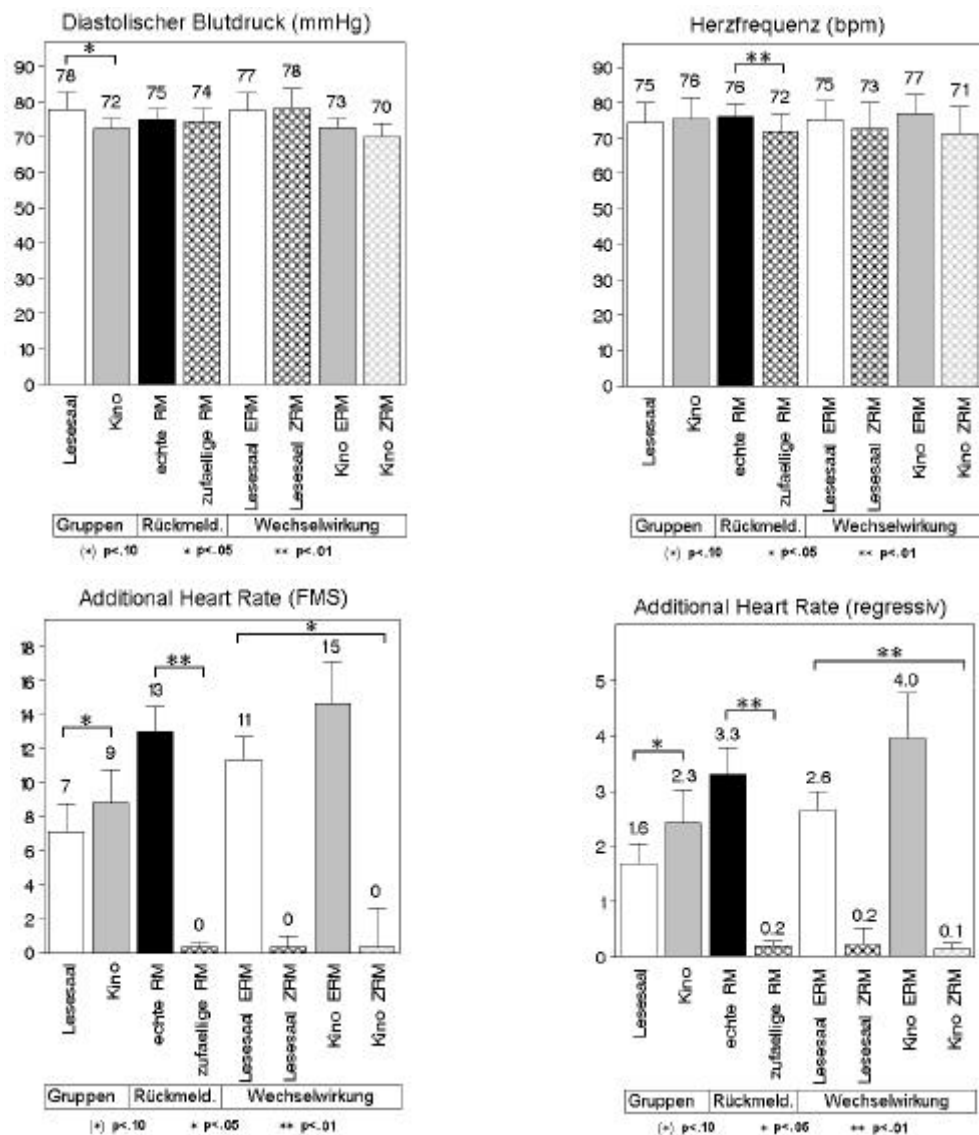 Diastolischer Blutdruck (mmHg)
90
80
70
60
50
40
30
20
10
0
*
78
72
75
74
77
78
73
70
Lesesaal
Kino
echte RM
zufaellige RM
Lesesaal ERM
Lesesaal ZRM
Kino ERM
Kino ZRM
Gruppen Rückmeld. Wechselwirkung
(*) p<.10 * p<.05 ** p<.01
Herzfrequenz (bpm)
90
80
70
60
50
40
30
20
10
0
**
75
76
76
72
75
73
77
71
Lesesaal
Kino
echte RM
zufaellige RM
Lesesaal ERM
Lesesaal ZRM
Kino ERM
Kino ZRM
Gruppen Rückmeld. Wechselwirkung
(*) p<.10 * p<.05 ** p<.01
Additional Heart Rate (FMS)
18
16
14
12
10
8
6
4
2
0
*
**
*
7
9
13
0
11
0
15
0
Lesesaal
Kino
echte RM
zufaellige RM
Lesesaal ERM
Lesesaal ZRM
Kino ERM
Kino ZRM
Gruppen Rückmeld. Wechselwirkung
(*) p<.10 * p<.05 ** p<.01
Additional Heart Rate (regressiv)
5
4
3
2
1
0
*
**
**
1.6
2.3
3.3
0.2
2.6
0.2
4.0
0.1
Lesesaal
Kino
echte RM
zufaellige RM
Lesesaal ERM
Lesesaal ZRM
Kino ERM
Kino ZRM
Gruppen Rückmeld. Wechselwirkung
(*) p<.10 * p<.05 ** p<.01